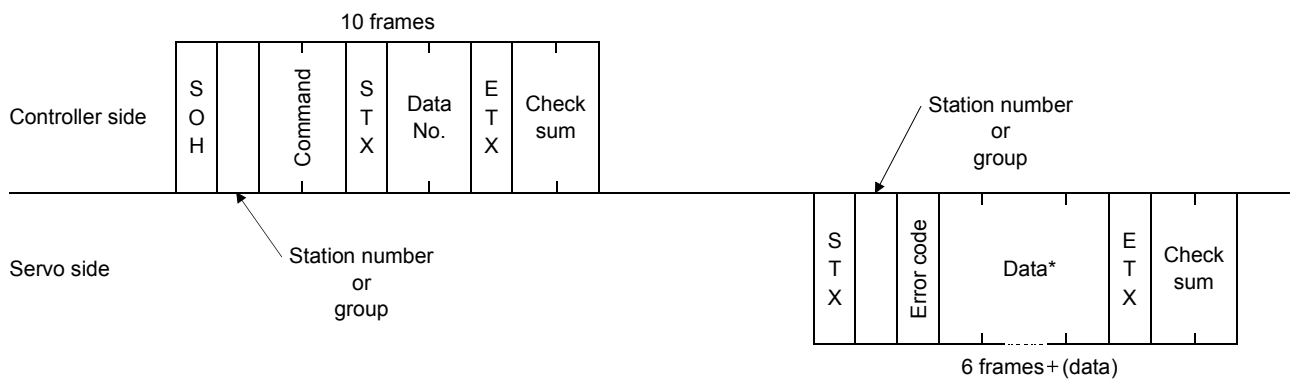 10 frames
Controller side
S
O
H
Command
S
T
X
Data
No.
E
T
X
Check
sum
Station number
or
group
Servo side
Station number
or
group
S
T
X
Error code
Data*
E
T
X
Check
sum
6 frames+(data)